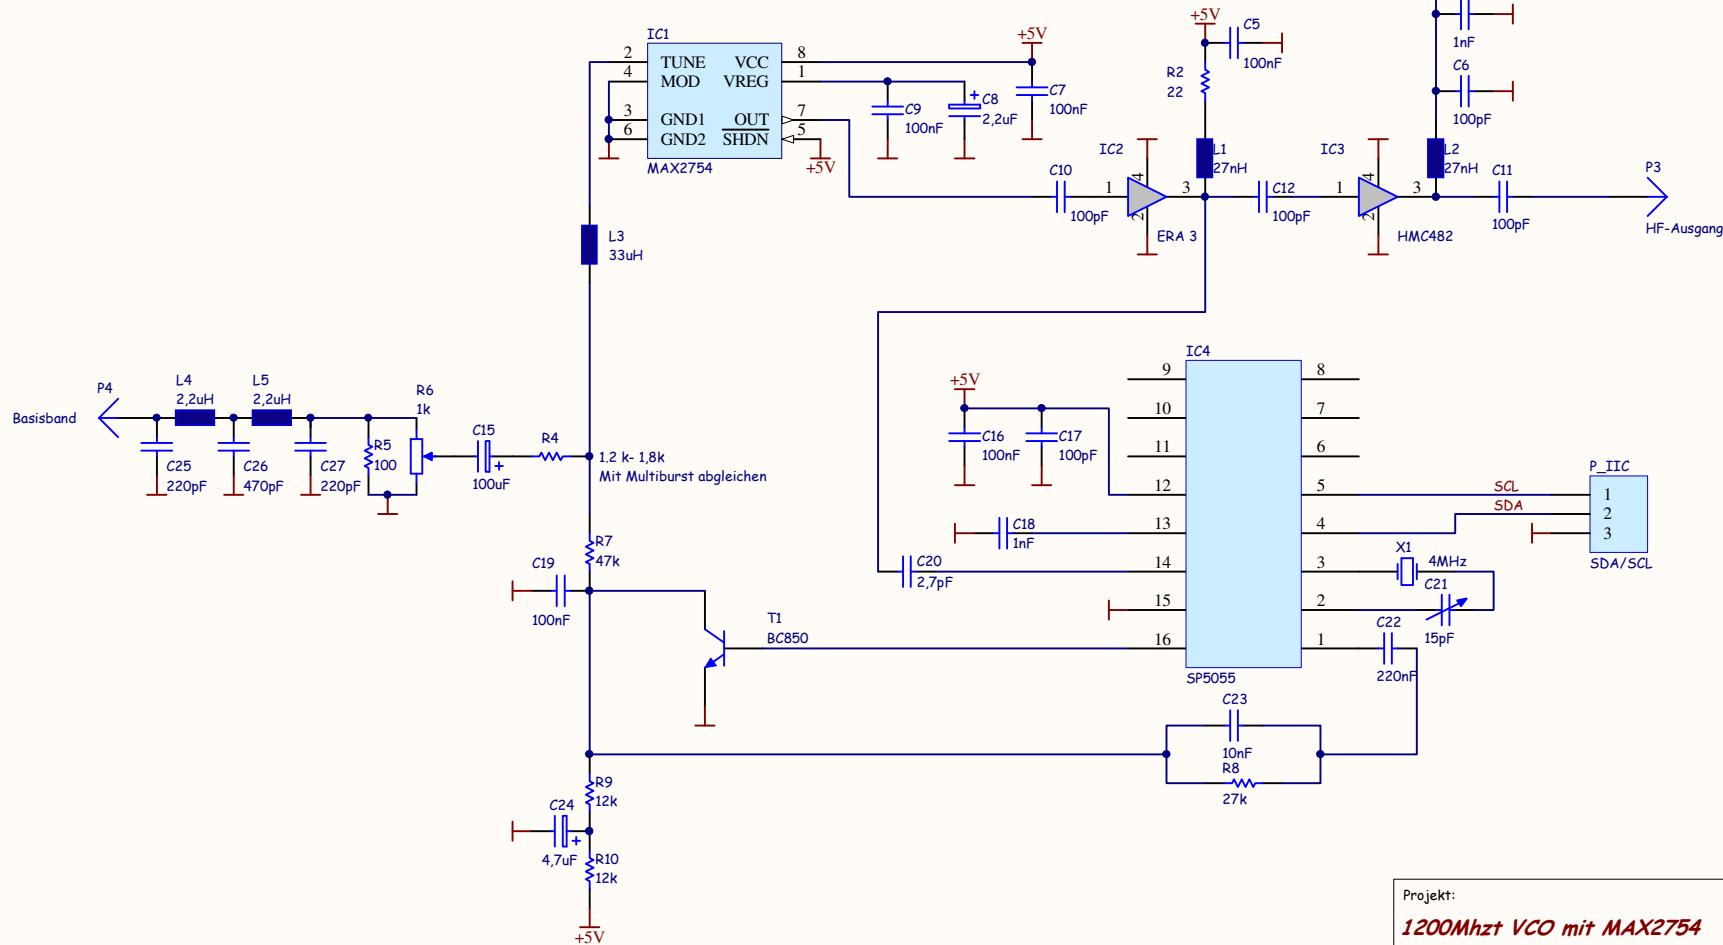 IC1
2 TUNE VCC 8
4 MOD VREG 1
3 GND1 OUT 7
6 GND2 SHDN 5
MAX2754
+5V
+5V
C7
100nF
C9
100nF
C8
+
2,2uF
+5V
C5
100nF
R2
22
1nF
C6
100pF
L1
27nH
L2
27nH
IC2
1 4 3 2
ERA 3
IC3
1 4 3 2
HMC482
C10
100pF
C12
100pF
C11
100pF
P3
HF-Ausgang
L3
33uH
P4
Basisband
L4
2,2uH
L5
2,2uH
R6
1k
C25
220pF
C26
470pF
C27
220pF
R5
100
C15
+
100uF
R4
1.2 k- 1,8k
Mit Multiburst abgleichen
R7
47k
C19
100nF
T1
BC850
+5V
C16
100nF
C17
100pF
C18
1nF
C20
2,7pF
IC4
9 8
10 7
11 6
12 5
13 4
14 3
15 2
16 1
SP5055
SCL
SDA
P_IIC
1
2
3
SDA/SCL
X1
4MHz
C21
15pF
C22
220nF
C23
10nF
R8
27k
R9
12k
C24
+
4,7uF
R10
12k
+5V
Projekt:
1200Mhzt VCO mit MAX2754